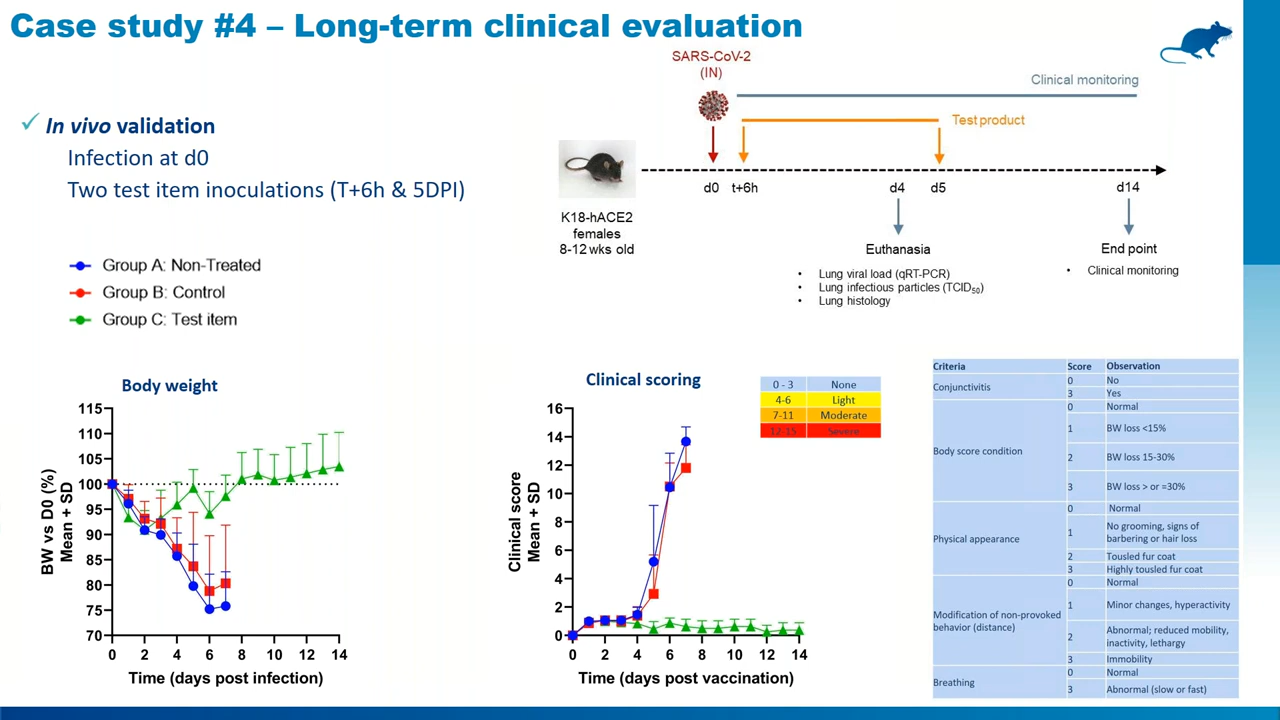 Case study #4 – Long-term clinical evaluation
In vivo validation
Infection at d0
Two test item inoculations (T+6h & 5DPI)
SARS-CoV-2
(IN)
Clinical monitoring
Test product
d0
t+6h
d4
d5
d14
K18-hACE2
females
8-12 wks old
Euthanasia
• Lung viral load (qRT-PCR)
• Lung infectious particles (TCID50)
• Lung histology
End point
• Clinical monitoring
Group A: Non-Treated
Group B: Control
Group C: Test item
Body weight
BW vs D0 (%)
Mean + SD
115
110
105
100
95
90
85
80
75
70
0 2 4 6 8 10 12 14
Time (days post infection)
Clinical scoring
Clinical score
Mean + SD
16
14
12
10
8
6
4
2
0
0 2 4 6 8 10 12 14
Time (days post vaccination)
0 - 3 None
4-6 Light
7-11 Moderate
12-15 Severe
Criteria Score Observation
Conjunctivitis
0 No
3 Yes
Body score condition
0 Normal
1 BW loss <15%
2 BW loss 15-30%
3 BW loss > or =30%
Physical appearance
0 Normal
1 No grooming, signs of
barbering or hair loss
2 Tousled fur coat
3 Highly tousled fur coat
Modification of non-provoked
behavior (distance)
0 Normal
1 Minor changes, hyperactivity
2 Abnormal; reduced mobility,
inactivity, lethargy
3 Immobility
Breathing
0 Normal
3 Abnormal (slow or fast)